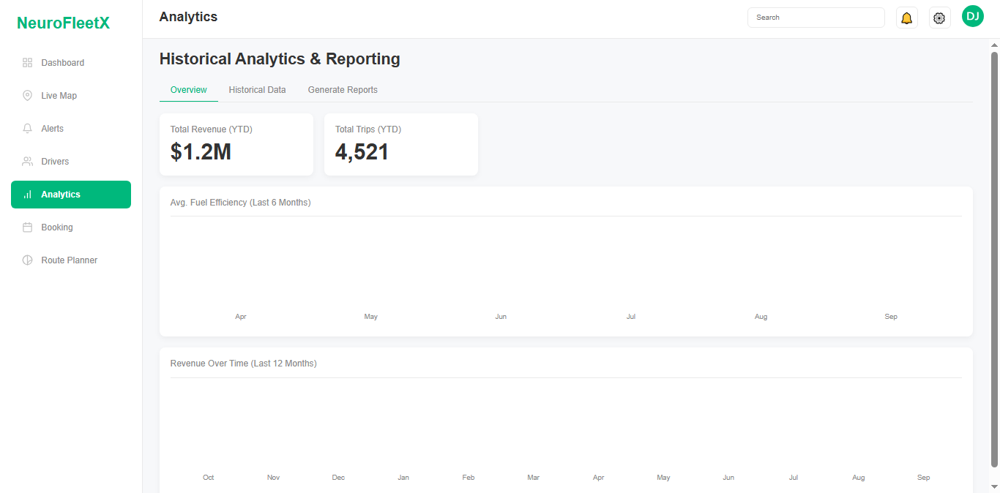 NeuroFleetX
Analytics
Search
DJ
Dashboard
Live Map
Alerts
Drivers
Analytics
Booking
Route Planner
Historical Analytics & Reporting
Overview Historical Data Generate Reports
Total Revenue (YTD)
$1.2M
Total Trips (YTD)
4,521
Avg. Fuel Efficiency (Last 6 Months)
Apr May Jun Jul Aug Sep
Revenue Over Time (Last 12 Months)
Oct Nov Dec Jan Feb Mar Apr May Jun Jul Aug Sep